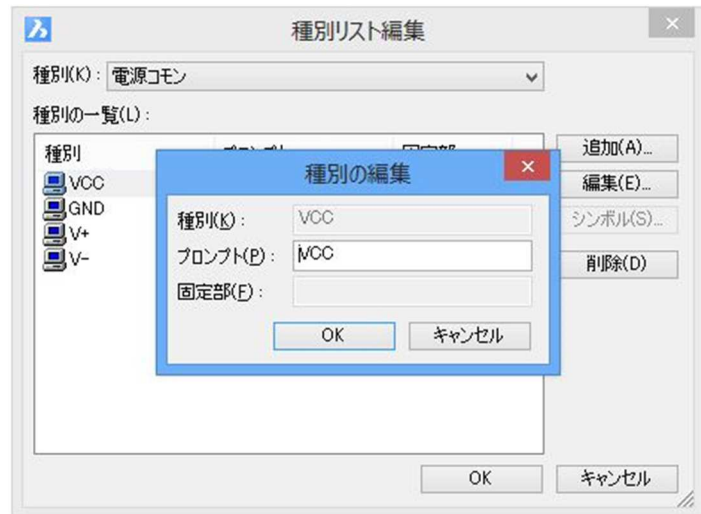 種別リスト編集
種別(K): 電源コモン
種別の一覧(L):
種別
VCC
GND
V+
V-
追加(A)...
編集(E)...
シンボル(S)...
削除(D)
種別の編集
種別(K): VCC
プロンプト(P): VCC
固定部(F):
OK キャンセル
OK キャンセル